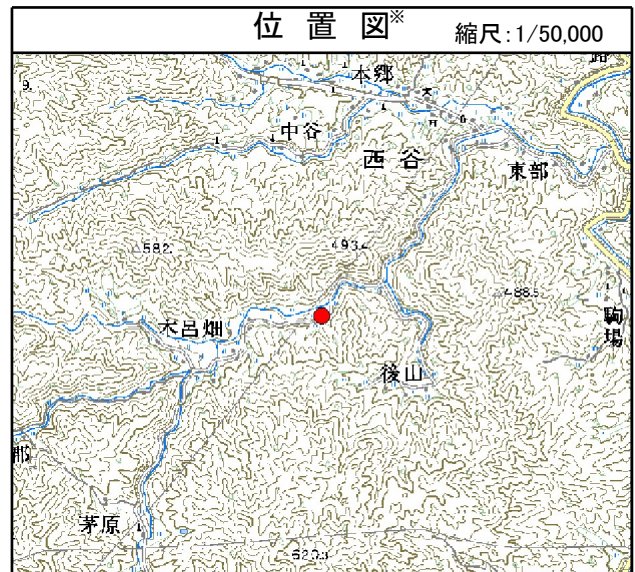 位置図※
縮尺:1/50,000
本郷
中谷
西谷
東部
582.
493.4
488.5
木呂畑
駒場
後山
茅原